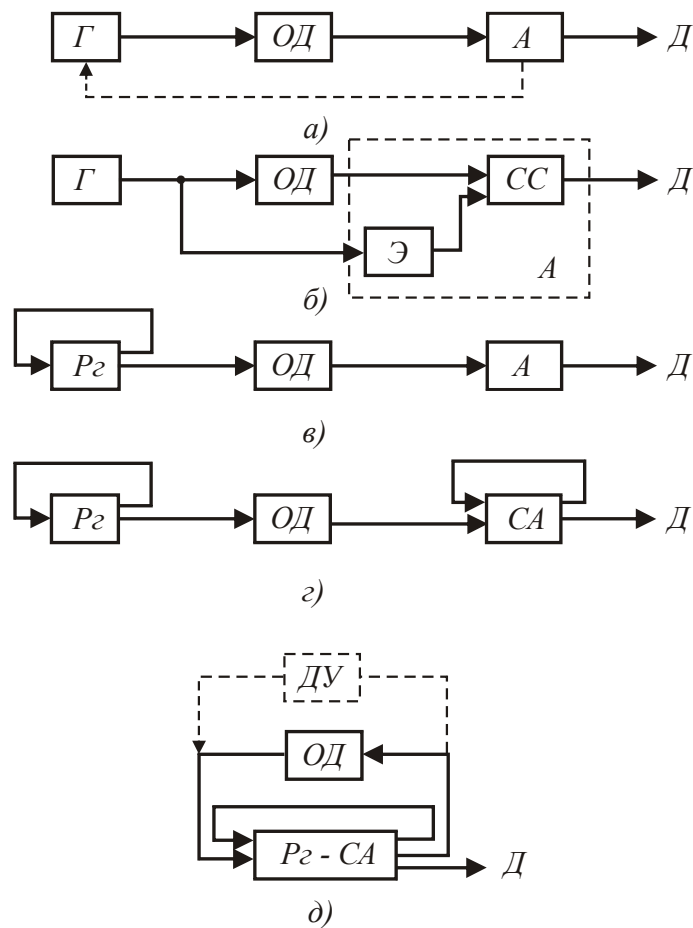 Г ОД А Д
а)
Г ОД СС Д
Э А
б)
Рг ОД А Д
в)
Рг ОД СА Д
г)
ДУ
ОД
Рг - СА Д
д)